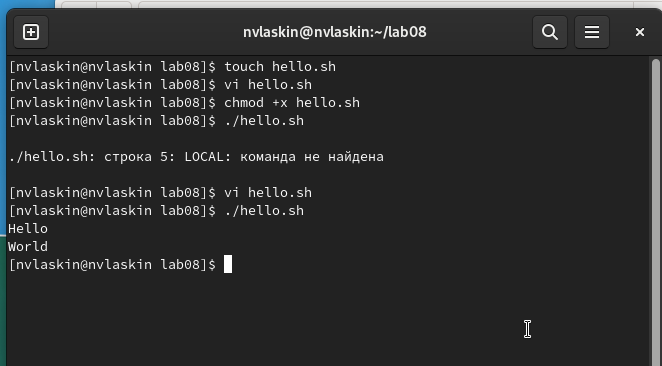 nvlaskin@nvlaskin:~/lab08
[nvlaskin@nvlaskin lab08]$ touch hello.sh
[nvlaskin@nvlaskin lab08]$ vi hello.sh
[nvlaskin@nvlaskin lab08]$ chmod +x hello.sh
[nvlaskin@nvlaskin lab08]$ ./hello.sh
./hello.sh: строка 5: LOCAL: команда не найдена
[nvlaskin@nvlaskin lab08]$ vi hello.sh
[nvlaskin@nvlaskin lab08]$ ./hello.sh
Hello
World
[nvlaskin@nvlaskin lab08]$